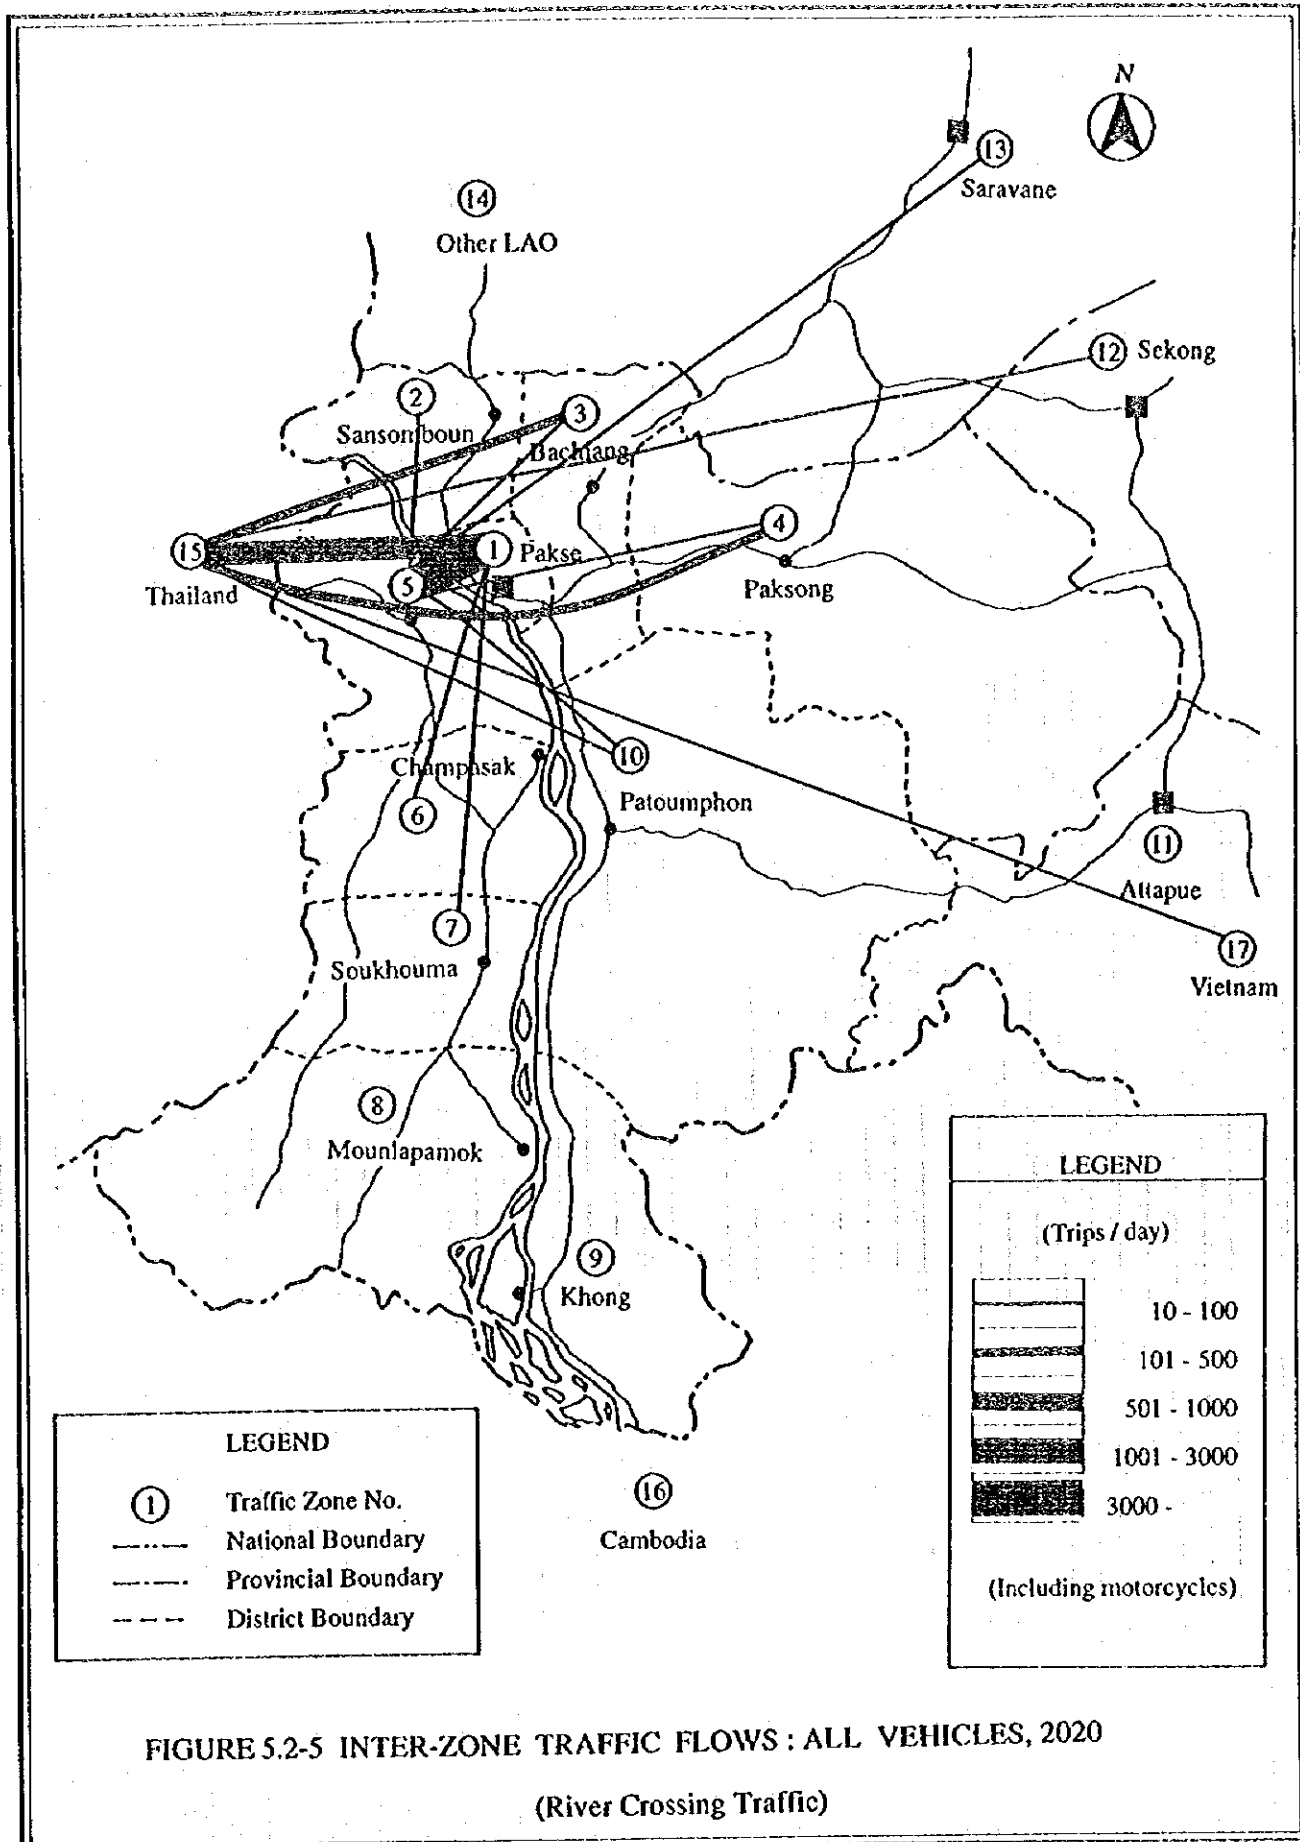 N
13
Saravane
14
Other LAO
12 Sekong
2
3
Sansomboun
Bachiang
4
15
1 Pakse
5
Thailand
Paksong
10
Champasak
Patoumphon
6
11
Attapue
7
17
Soukhouma
Vietnam
8
Mounlapamok
9
Khong
16
Cambodia
LEGEND
(Trips / day)
10 - 100
101 - 500
501 - 1000
1001 - 3000
3000 -
(Including motorcycles)
LEGEND
1 Traffic Zone No.
National Boundary
Provincial Boundary
District Boundary
FIGURE 5.2-5 INTER-ZONE TRAFFIC FLOWS : ALL VEHICLES, 2020
(River Crossing Traffic)